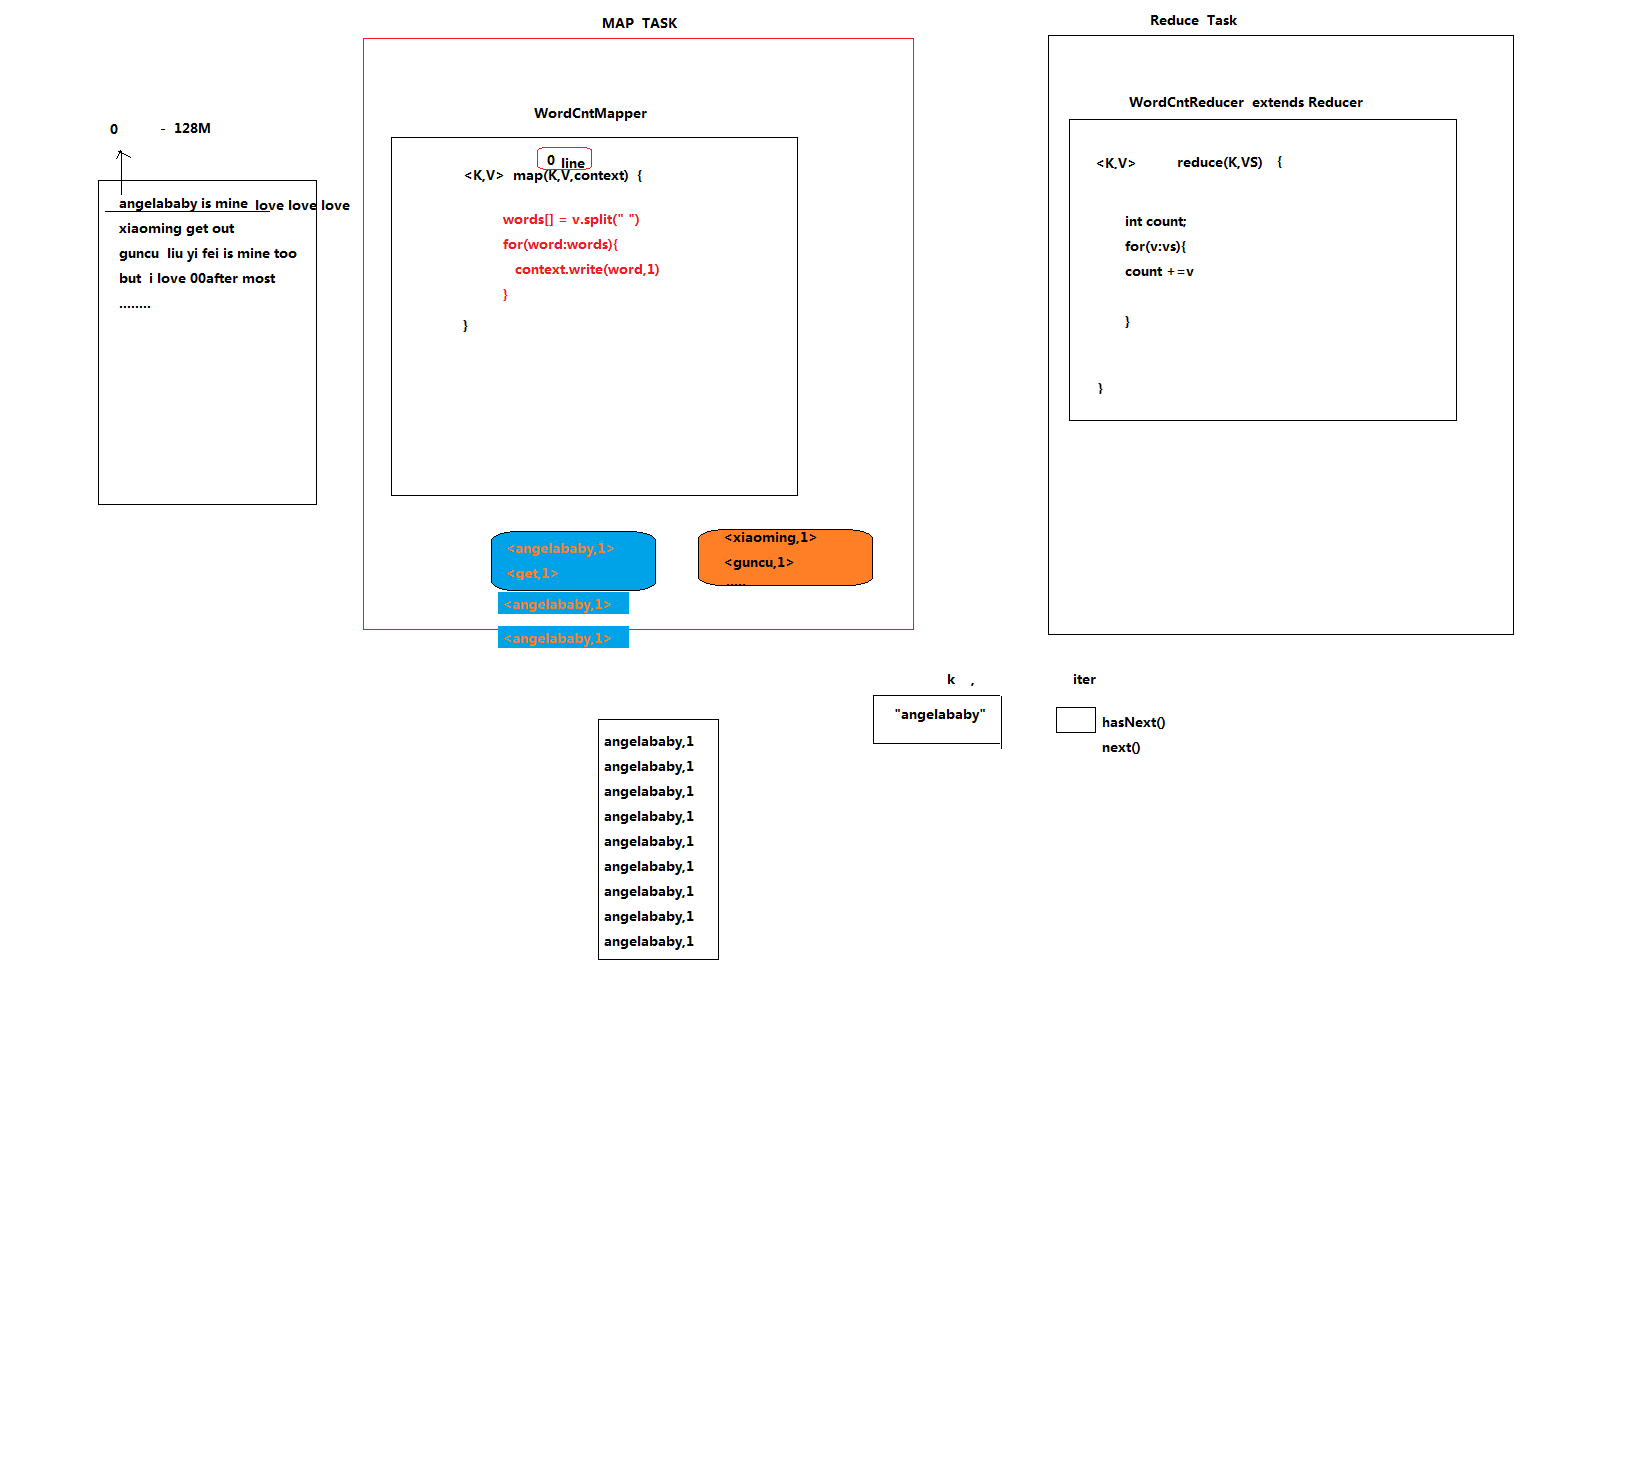 MAP  TASK
Reduce  Task
0 - 128M
angelababy is mine love love love
xiaoming get out
guncu  liu yi fei is mine too
but  i love 00after most
........
WordCntMapper
0 line
<K,V>  map(K,V,context)  {
words[] = v.split(" ")
for(word:words){
context.write(word,1)
}
}
<angelababy,1>
<get,1>
<angelababy,1>
<angelababy,1>
<xiaoming,1>
<guncu,1>
.....
WordCntReducer  extends Reducer
<K,V> reduce(K,VS)    {
int count;
for(v:vs){
count +=v
}
}
k    , iter
"angelababy"
hasNext()
next()
angelababy,1
angelababy,1
angelababy,1
angelababy,1
angelababy,1
angelababy,1
angelababy,1
angelababy,1
angelababy,1